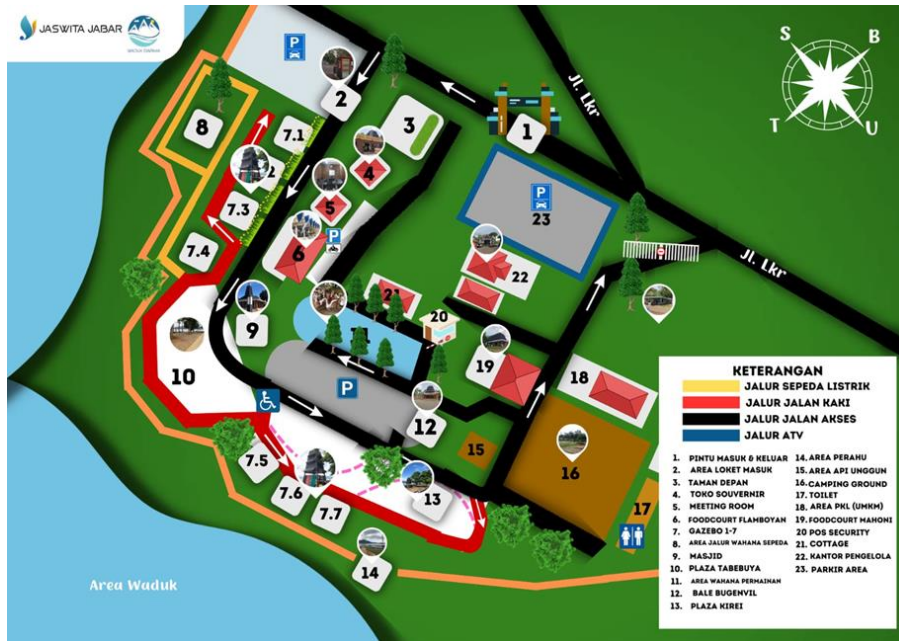 JASWITA JABAR
P
2
1
Jl. Lkr
S B
T U
8
7.1
3
4
7.3
P
23
5
7.4
6
P
22
Jl. Lkr
21
20
9
10
19
18
P
12
15
16
7.5
7.6
13
7.7
17
14
Area Waduk
KETERANGAN
JALUR SEPEDA LISTRIK
JALUR JALAN KAKI
JALUR JALAN AKSES
JALUR ATV
1. PINTU MASUK & KELUAR
2. AREA LOKET MASUK
3. TAMAN DEPAN
4. TOKO SOUVERNIR
5. MEETING ROOM
6. FOODCOURT FLAMBOYAN
7. GAZEBO 1-7
8. AREA JALUR WAHANA SEPEDA
9. MASJID
10. PLAZA TABEBUYA
11. AREA WAHANA PERMAINAN
12. BALE BUGENVIL
13. PLAZA KIREI
14. AREA PERAHU
15. AREA API UNGGUN
16. CAMPING GROUND
17. TOILET
18. AREA PKL (UMKM)
19. FOODCOURT MAHONI
20 POS SECURITY
21. COTTAGE
22. KANTOR PENGELOLA
23. PARKIR AREA